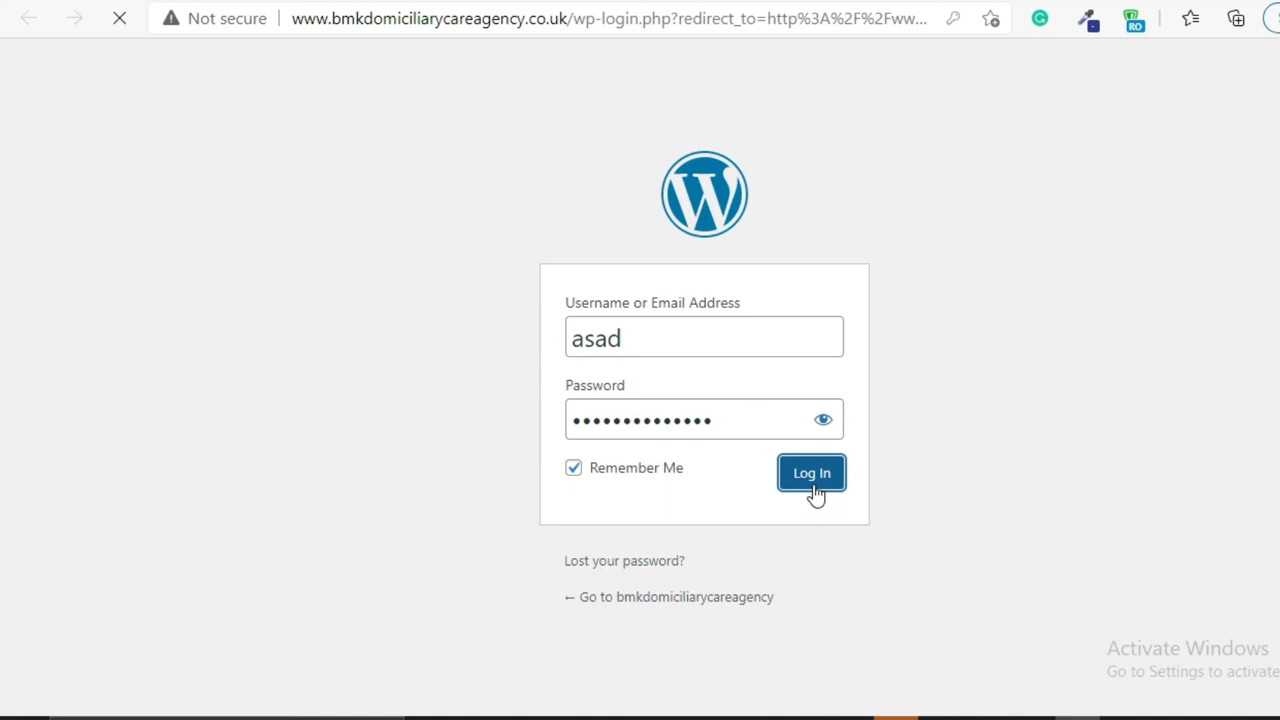 Not secure
www.bmkdomiciliarycareagency.co.uk/wp-login.php?redirect_to=http%3A%2F%2Fww...
RO
Username or Email Address
asad
Password
••••••••••••••
Remember Me
Log In
Lost your password?
← Go to bmkdomiciliarycareagency
Activate Windows
Go to Settings to activate